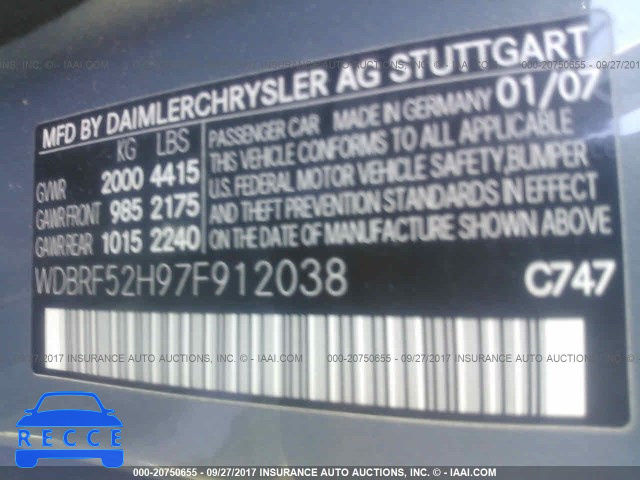 MFD BY DAIMLERCHRYSLER AG STUTTGART
KG LBS
GVWR 2000 4415
GAWR FRONT 985 2175
GAWR REAR 1015 2240
01/07
PASSENGER CAR MADE IN GERMANY
THIS VEHICLE CONFORMS TO ALL APPLICABLE
U.S. FEDERAL MOTOR VEHICLE SAFETY, BUMPER
AND THEFT PREVENTION STANDARDS IN EFFECT
ON THE DATE OF MANUFACTURE SHOWN ABOVE
WDBRF52H97F912038 C747
27/2017 INSURANCE AUTO AUCTIONS, INC. - © IAAI.COM 000-20750655 - 09/27/2017 INSURANCE
RECCE
000-20750655 - 09/27/2017 INSURANCE AUTO AUCTIONS, INC. - © IAAI.COM